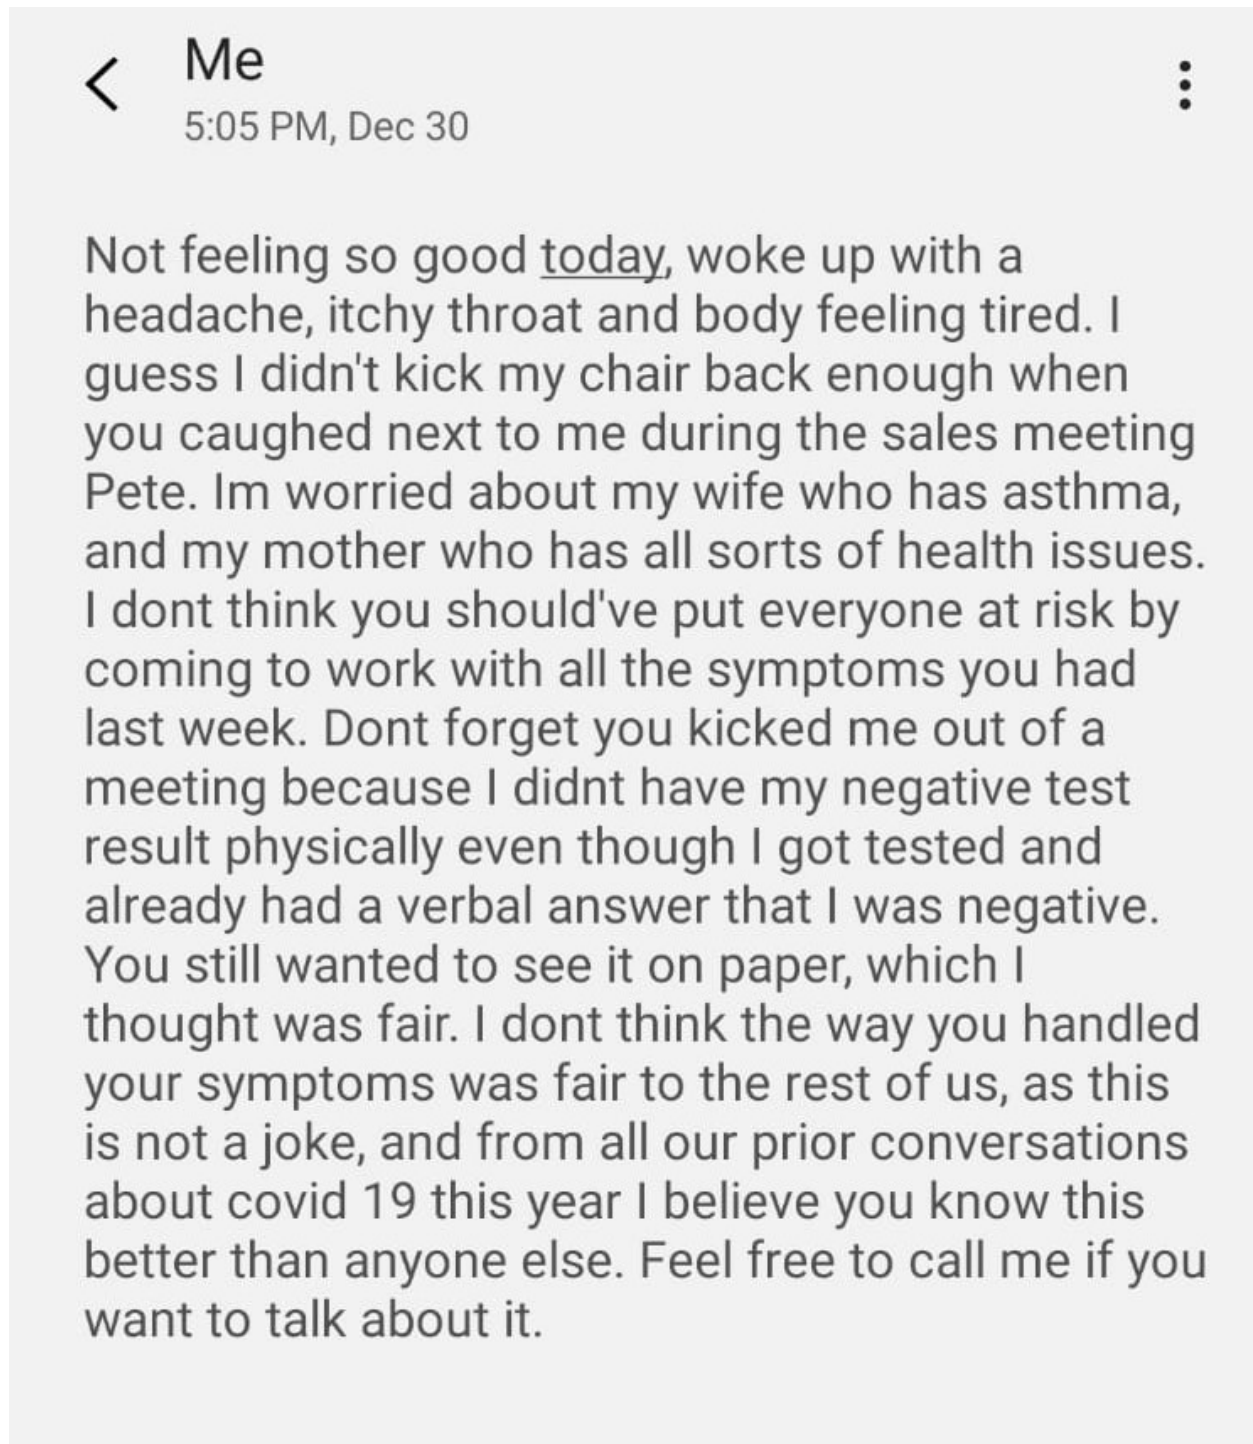 Me
5:05 PM, Dec 30
Not feeling so good today, woke up with a
headache, itchy throat and body feeling tired. I
guess I didn't kick my chair back enough when
you caughed next to me during the sales meeting
Pete. Im worried about my wife who has asthma,
and my mother who has all sorts of health issues.
I dont think you should've put everyone at risk by
coming to work with all the symptoms you had
last week. Dont forget you kicked me out of a
meeting because I didnt have my negative test
result physically even though I got tested and
already had a verbal answer that I was negative.
You still wanted to see it on paper, which I
thought was fair. I dont think the way you handled
your symptoms was fair to the rest of us, as this
is not a joke, and from all our prior conversations
about covid 19 this year I believe you know this
better than anyone else. Feel free to call me if you
want to talk about it.